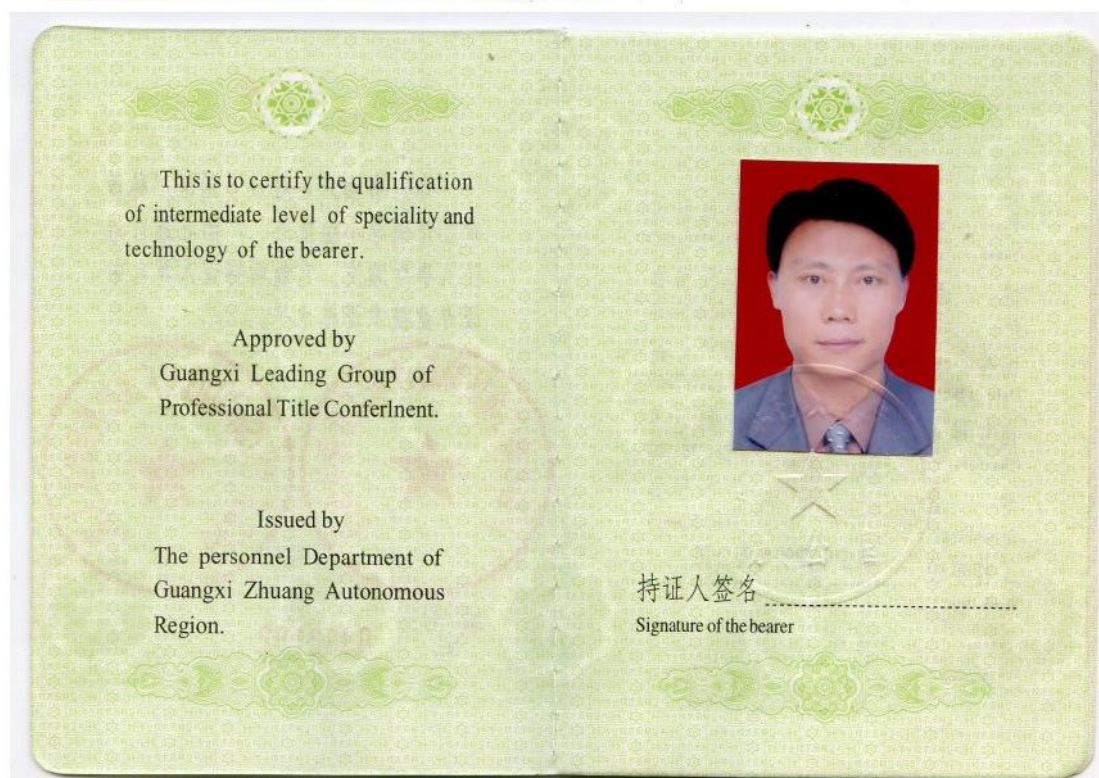 This is to certify the qualification
of intermediate level of speciality and
technology of the bearer.
Approved by
Guangxi Leading Group of
Professional Title Conferlnent.
Issued by
The personnel Department of
Guangxi Zhuang Autonomous
Region.
持证人签名
Signature of the bearer